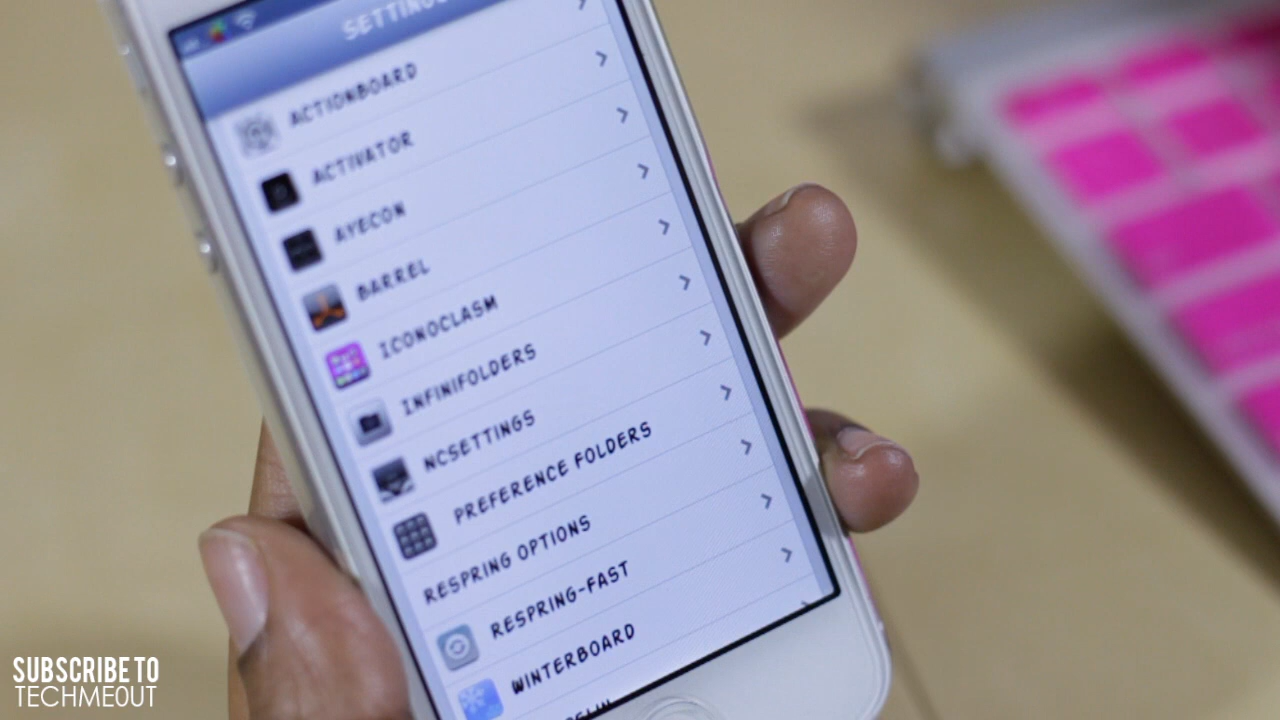 SETTINGS
ACTIONBOARD
ACTIVATOR
AYECON
BARREL
ICONOCLASM
INFINIFOLDERS
NCSETTINGS
PREFERENCE FOLDERS
RESPRING OPTIONS
RESPRING-FAST
WINTERBOARD
SUBSCRIBE TO
TECHMEOUT